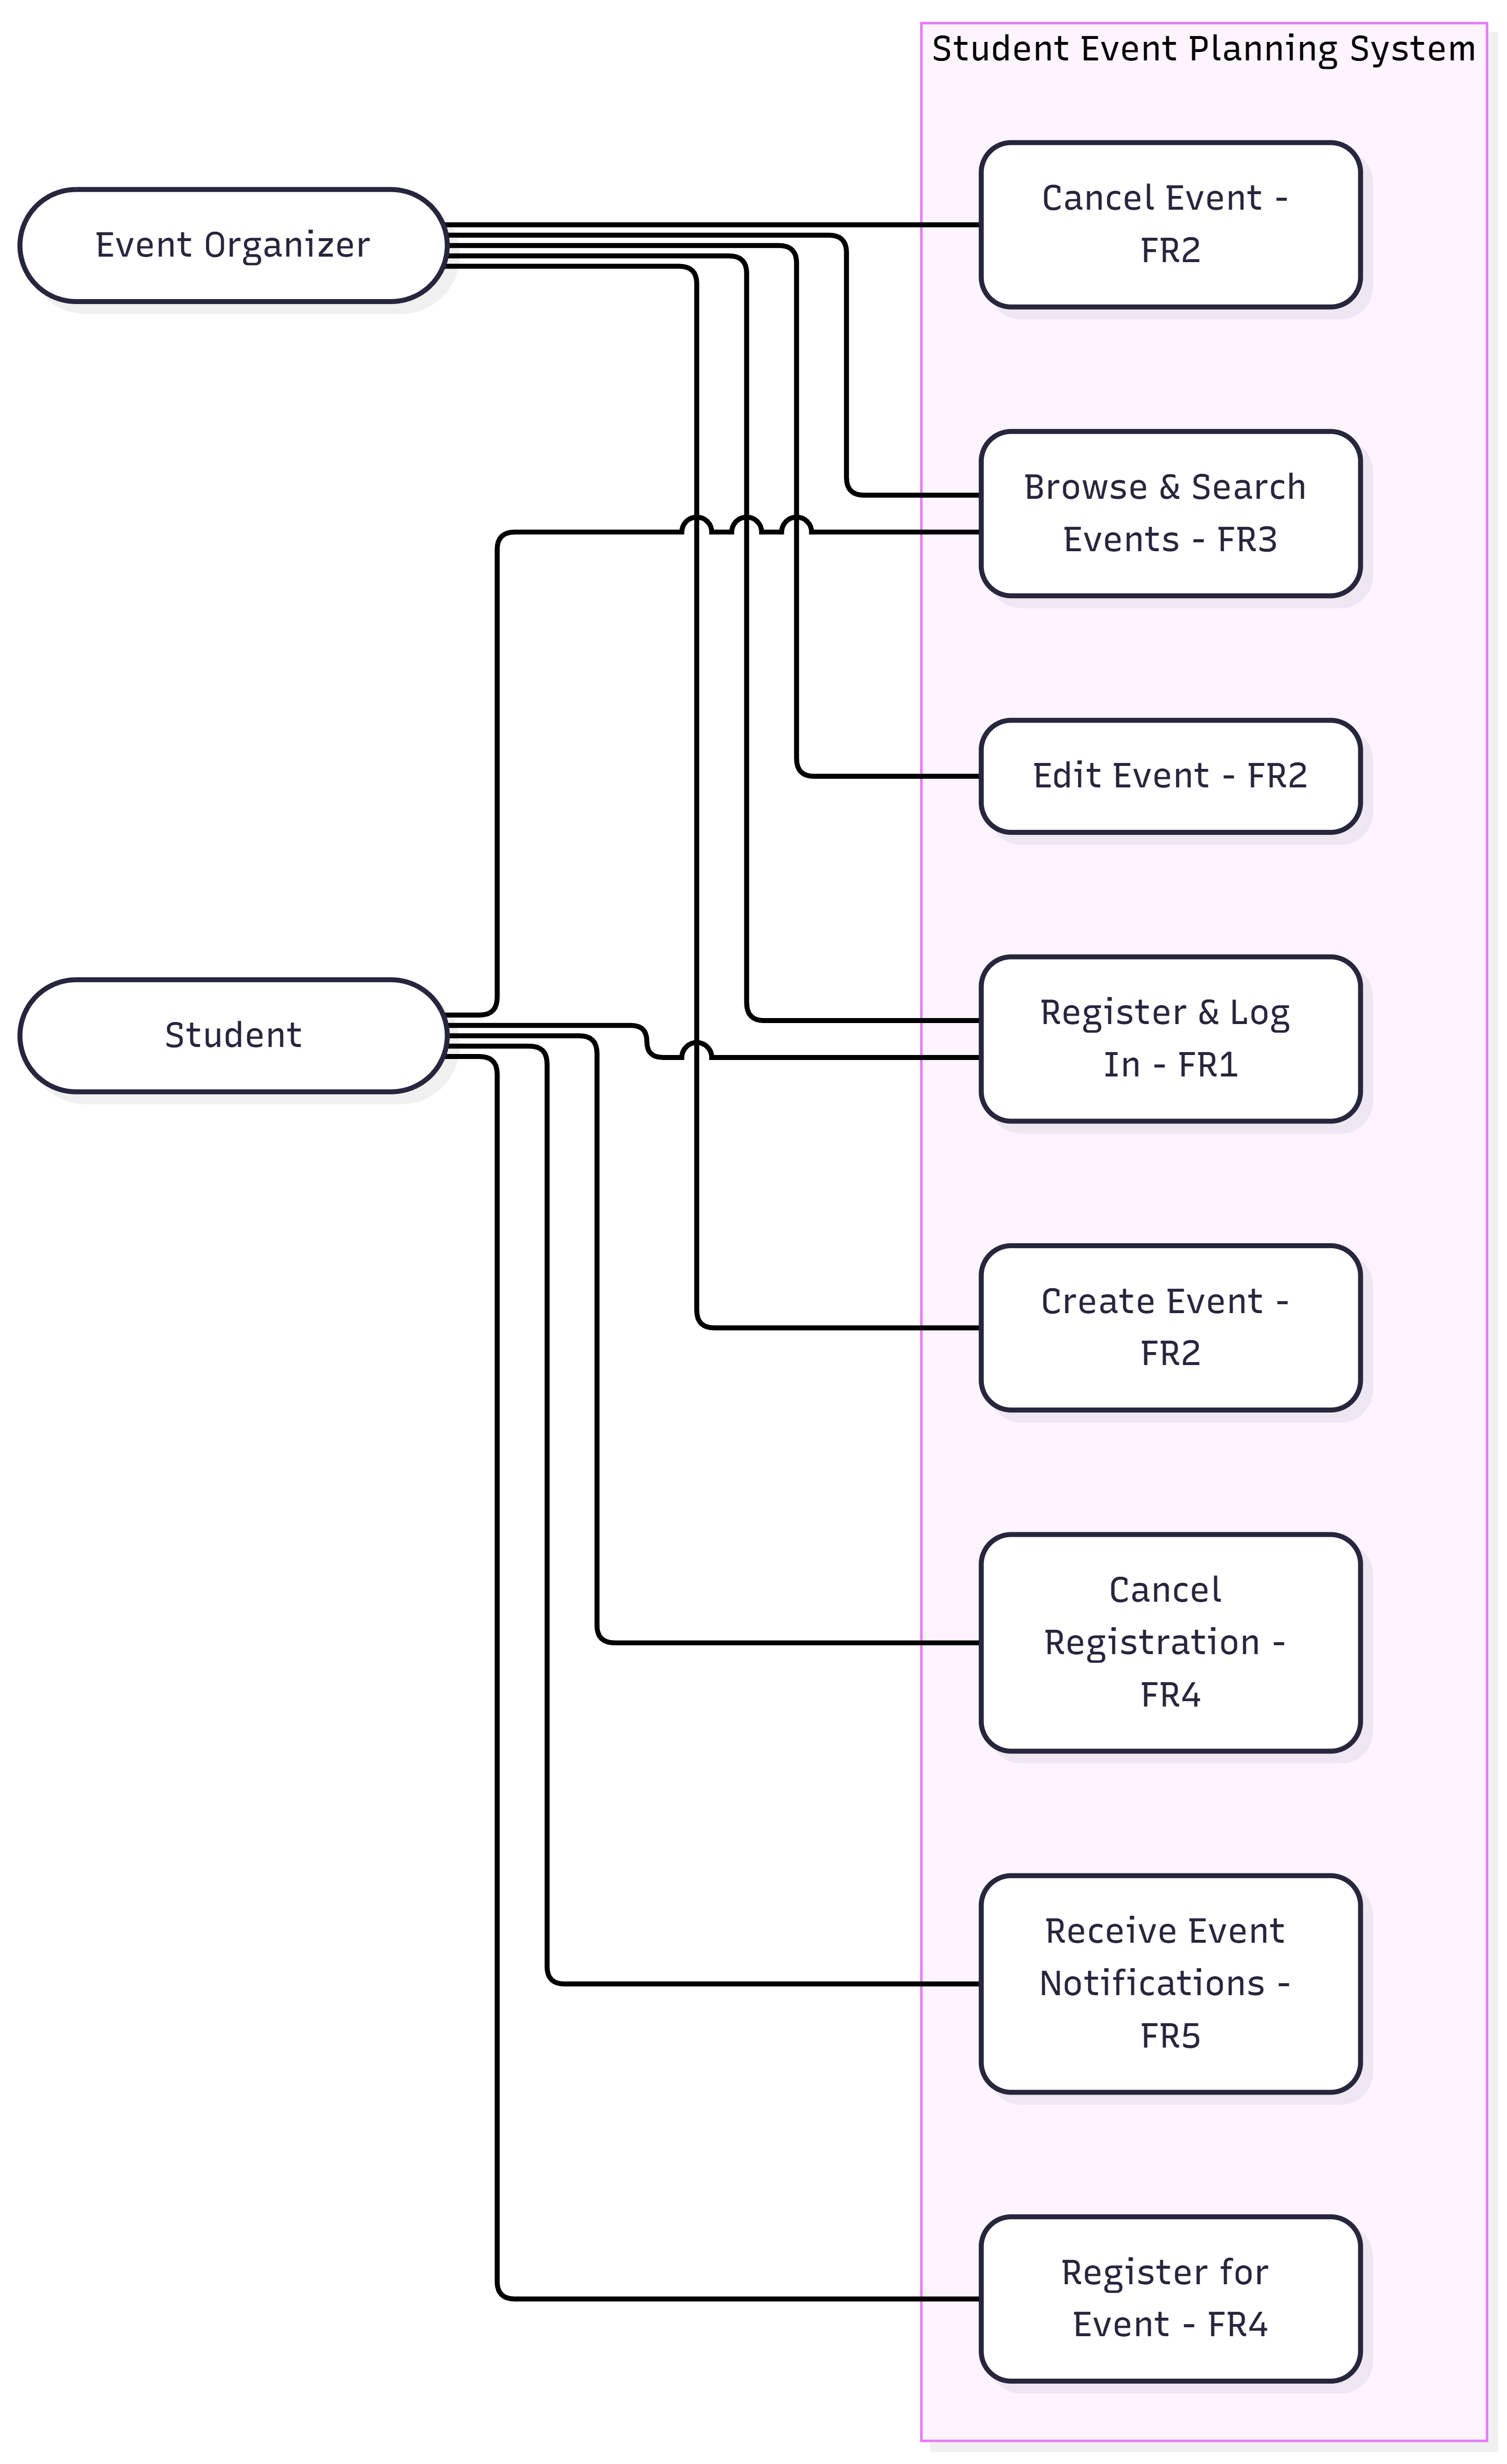 Student Event Planning System
Event Organizer
Cancel Event -
FR2
Browse & Search
Events - FR3
Edit Event - FR2
Student
Register & Log
In - FR1
Create Event -
FR2
Cancel
Registration -
FR4
Receive Event
Notifications -
FR5
Register for
Event - FR4